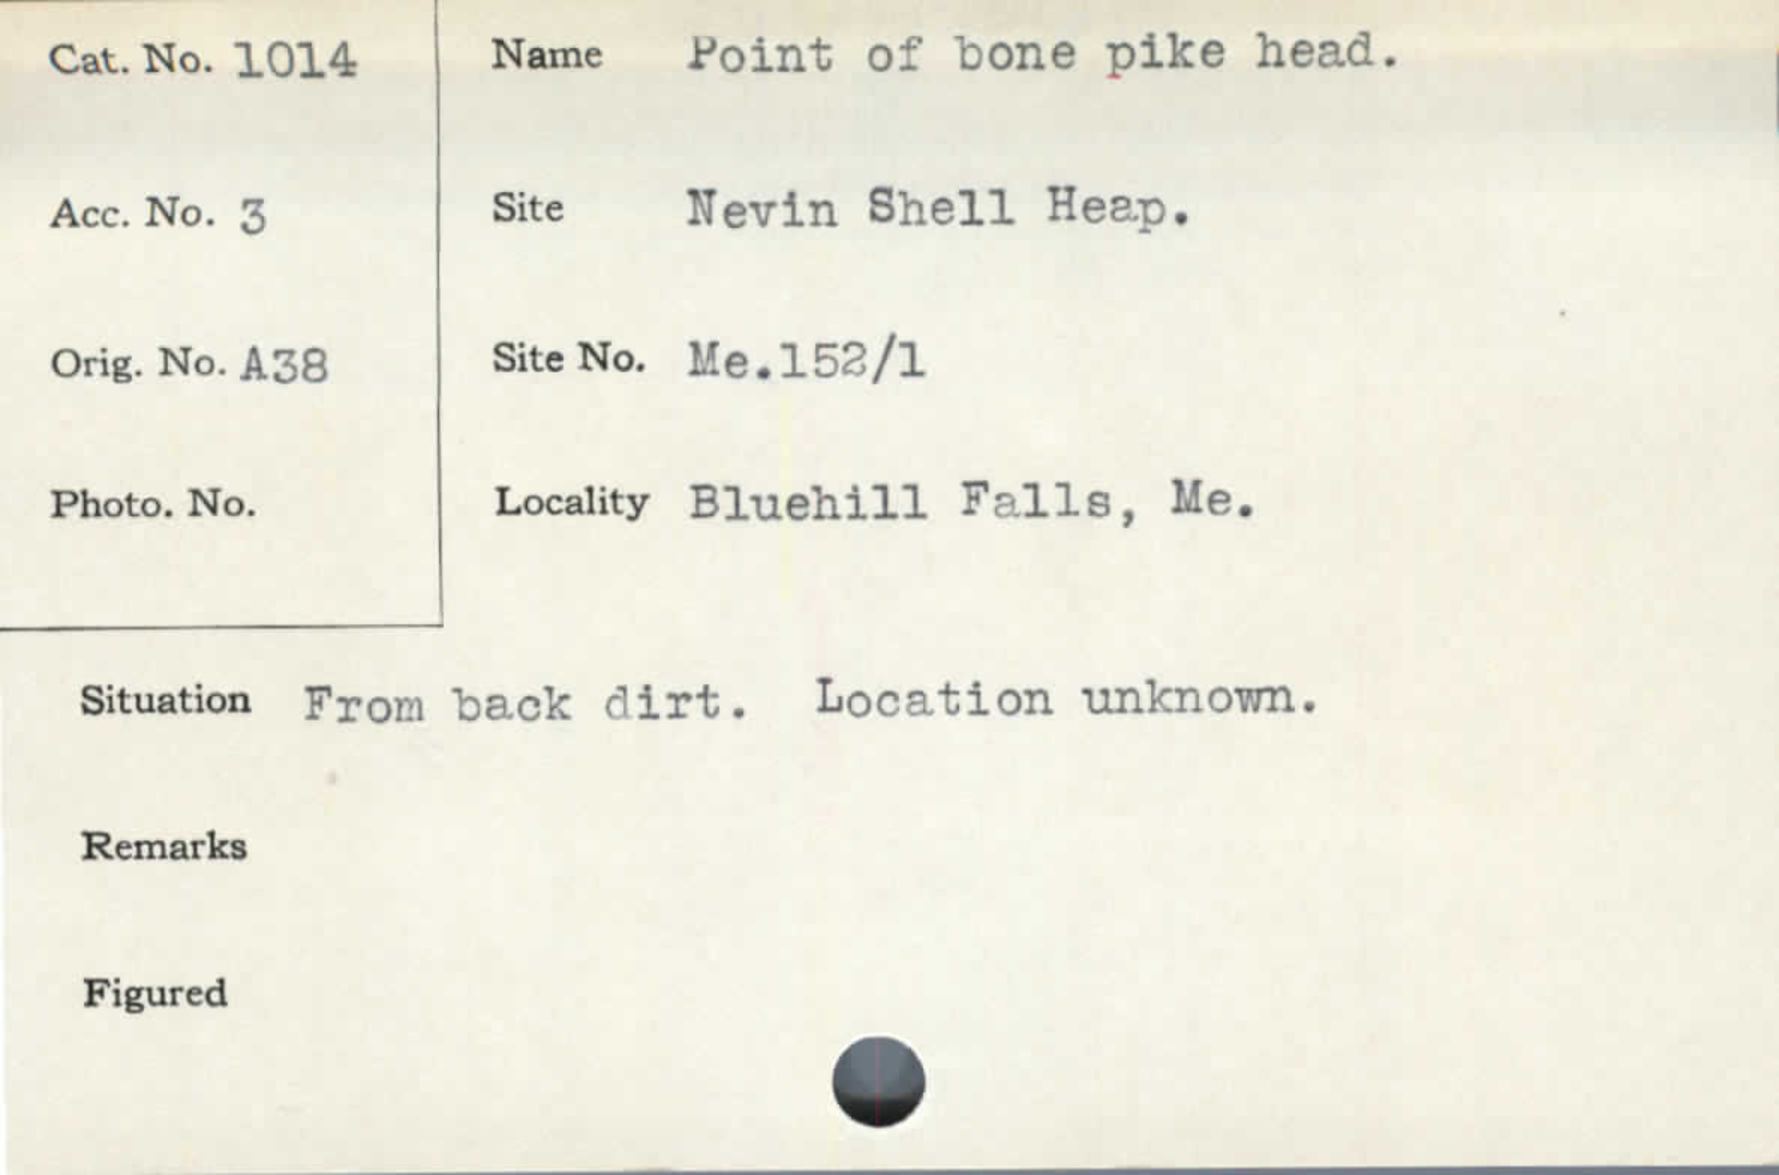 Cat. No. 1014
Acc. No. 3
Orig. No. A38
Photo. No.
Name Point of bone pike head.
Site Nevin Shell Heap.
Site No. Me.152/1
Locality Bluehill Falls, Me.
Situation From back dirt. Location unknown.
Remarks
Figured